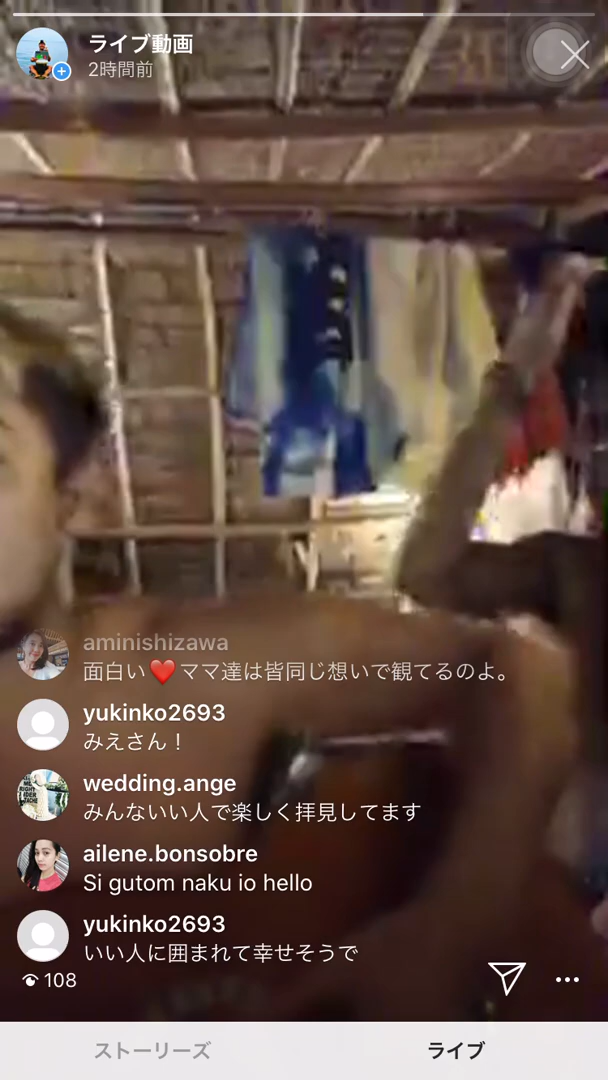 ライブ動画
2時間前
aminishizawa
面白い❤️ママ達は皆同じ想いで観てるのよ。
yukinko2693
みえさん！
wedding.ange
みんないい人で楽しく拝見してます
ailene.bonsobre
Si gutom naku io hello
yukinko2693
いい人に囲まれて幸せそうで
108
ストーリーズ
ライブ